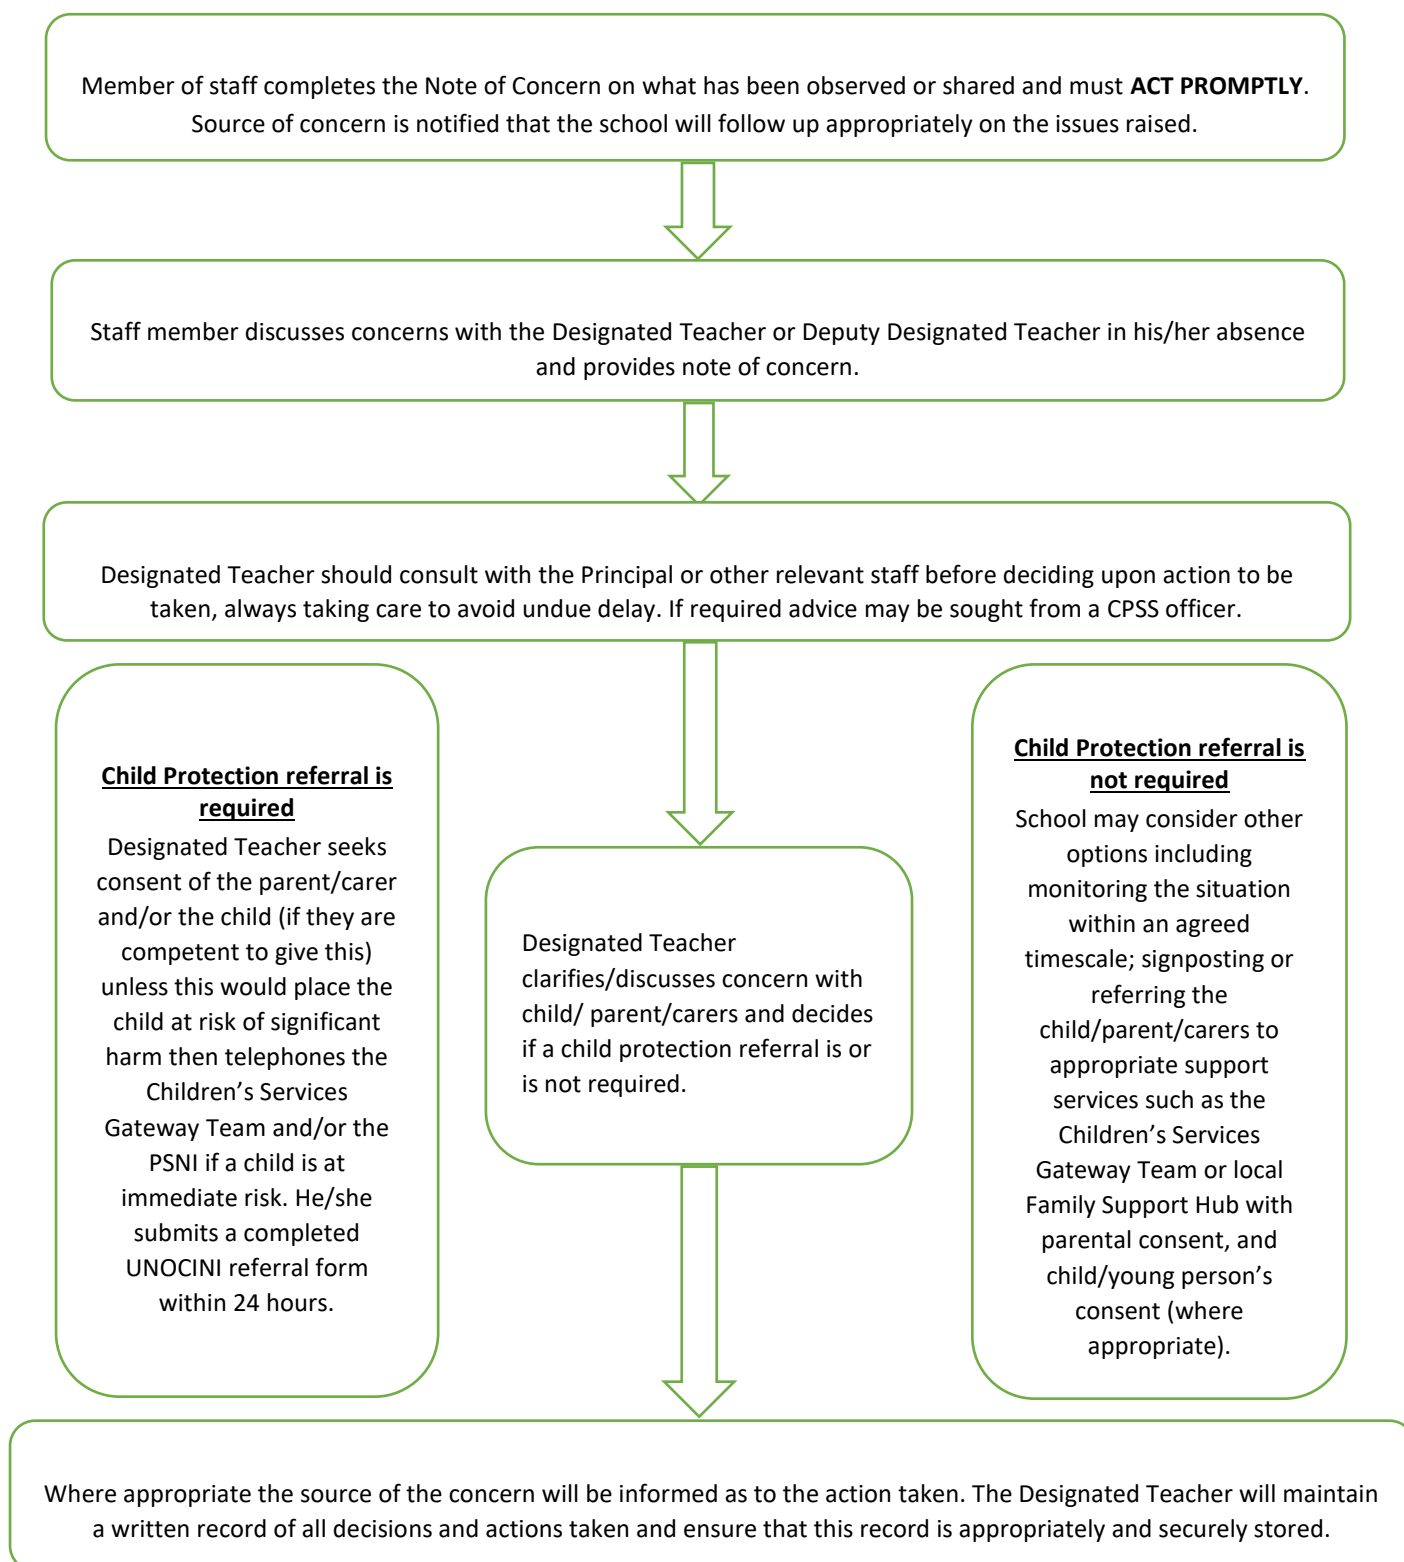 Member of staff completes the Note of Concern on what has been observed or shared and must ACT PROMPTLY.
Source of concern is notified that the school will follow up appropriately on the issues raised.
Staff member discusses concerns with the Designated Teacher or Deputy Designated Teacher in his/her absence
and provides note of concern.
Designated Teacher should consult with the Principal or other relevant staff before deciding upon action to be
taken, always taking care to avoid undue delay. If required advice may be sought from a CPSS officer.
Child Protection referral is
required
Designated Teacher seeks
consent of the parent/carer
and/or the child (if they are
competent to give this)
unless this would place the
child at risk of significant
harm then telephones the
Children’s Services
Gateway Team and/or the
PSNI if a child is at
immediate risk. He/she
submits a completed
UNOCINI referral form
within 24 hours.
Designated Teacher
clarifies/discusses concern with
child/ parent/carers and decides
if a child protection referral is or
is not required.
Child Protection referral is
not required
School may consider other
options including
monitoring the situation
within an agreed
timescale; signposting or
referring the
child/parent/carers to
appropriate support
services such as the
Children’s Services
Gateway Team or local
Family Support Hub with
parental consent, and
child/young person’s
consent (where
appropriate).
Where appropriate the source of the concern will be informed as to the action taken. The Designated Teacher will maintain
a written record of all decisions and actions taken and ensure that this record is appropriately and securely stored.